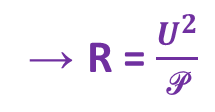 → R = U²/𝒫